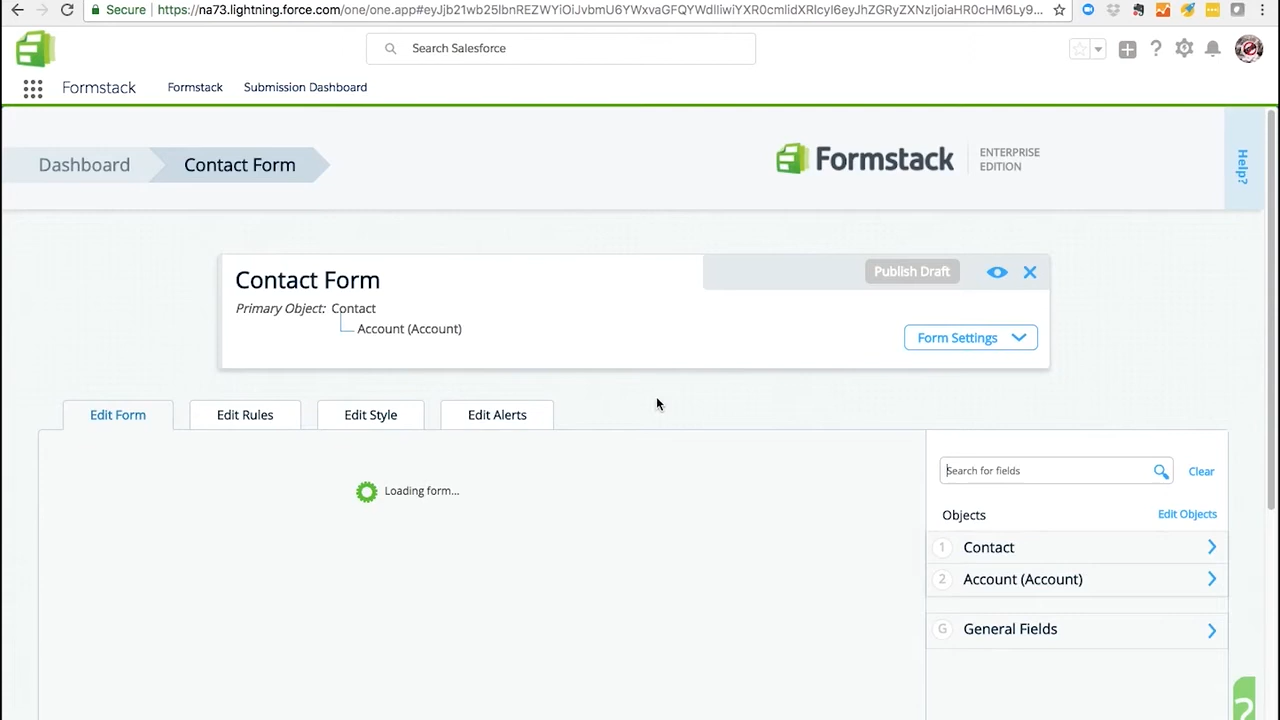 Secure https://na73.lightning.force.com/one/one.app#eyJjb21wb25lbnREZWYiOiJvbmU6YWxvaGFQYWdlIiwiYXR0cmlidXRlcyI6eyJhZGRyZXNzIjoiaHR0cHM6Ly9...
Search Salesforce
Formstack Formstack Submission Dashboard
Dashboard Contact Form Formstack ENTERPRISE
EDITION
Help?
Contact Form Publish Draft
Primary Object: Contact
Account (Account)
Form Settings
Edit Form Edit Rules Edit Style Edit Alerts
Loading form...
Search for fields Clear
Objects Edit Objects
1 Contact
2 Account (Account)
G General Fields
?